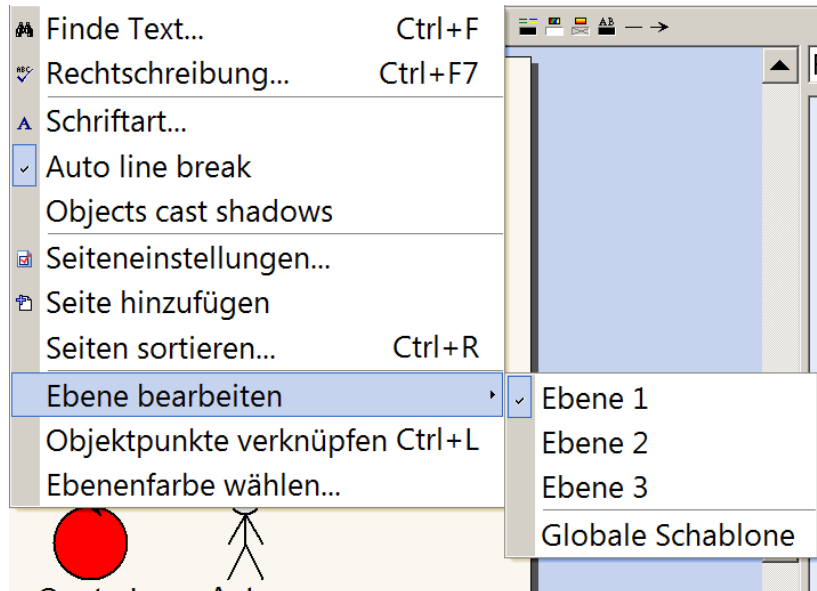 Finde Text... Ctrl+F
Rechtschreibung... Ctrl+F7
Schriftart...
Auto line break
Objects cast shadows
Seiteneinstellungen...
Seite hinzufügen
Seiten sortieren... Ctrl+R
Ebene bearbeiten
Objektpunkte verknüpfen Ctrl+L
Ebenenfarbe wählen...
Ebene 1
Ebene 2
Ebene 3
Globale Schablone